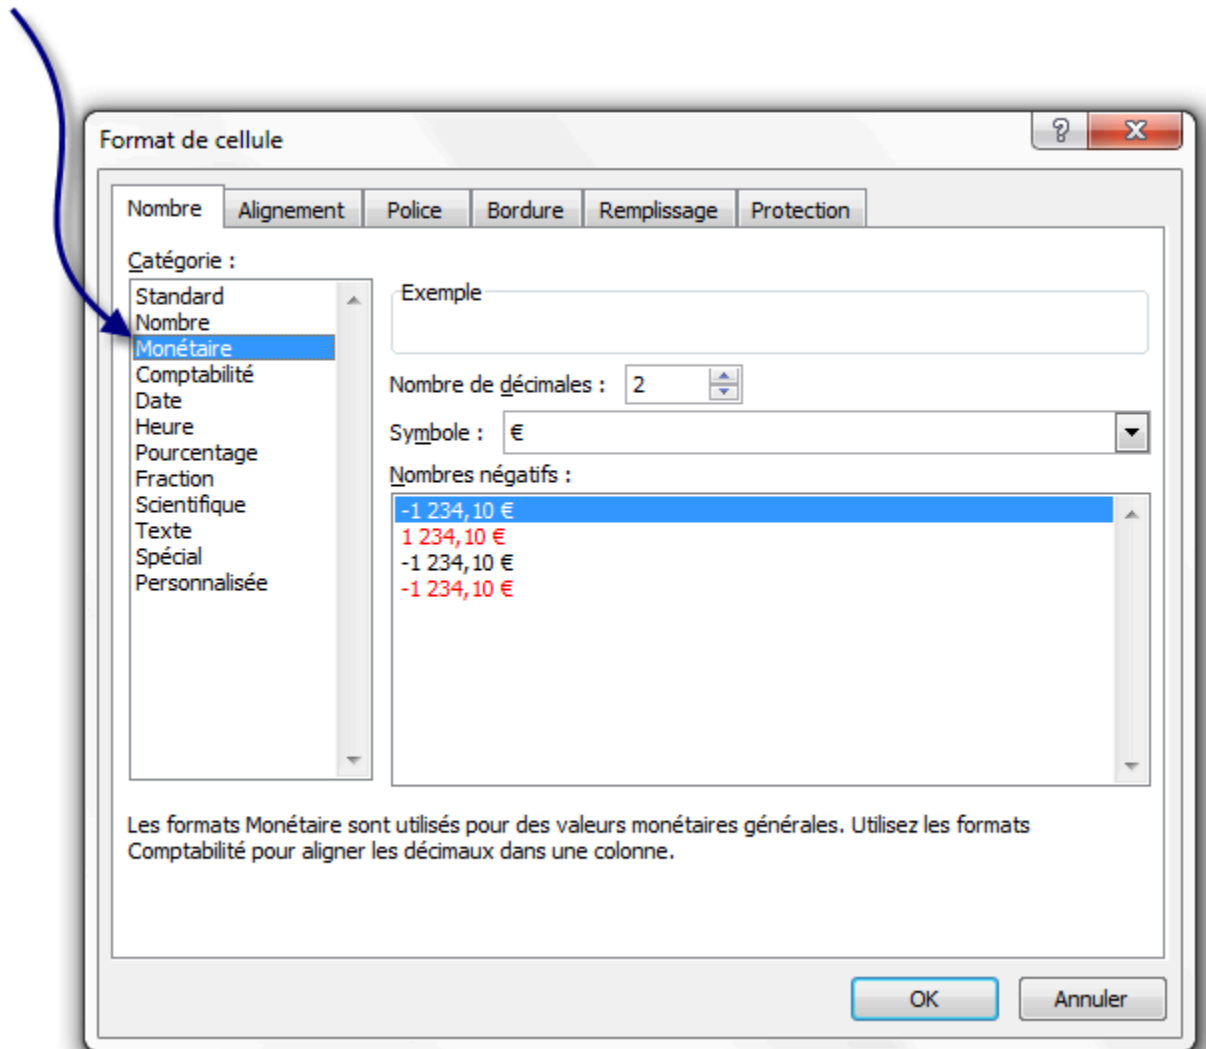 Format de cellule
Nombre Alignement Police Bordure Remplissage Protection
Catégorie :
Standard
Nombre
Monétaire
Comptabilité
Date
Heure
Pourcentage
Fraction
Scientifique
Texte
Spécial
Personnalisée
Exemple
Nombre de décimales : 2
Symbole : €
Nombres négatifs :
-1 234,10 €
1 234,10 €
-1 234,10 €
-1 234,10 €
Les formats Monétaire sont utilisés pour des valeurs monétaires générales. Utilisez les formats
Comptabilité pour aligner les décimaux dans une colonne.
OK Annuler